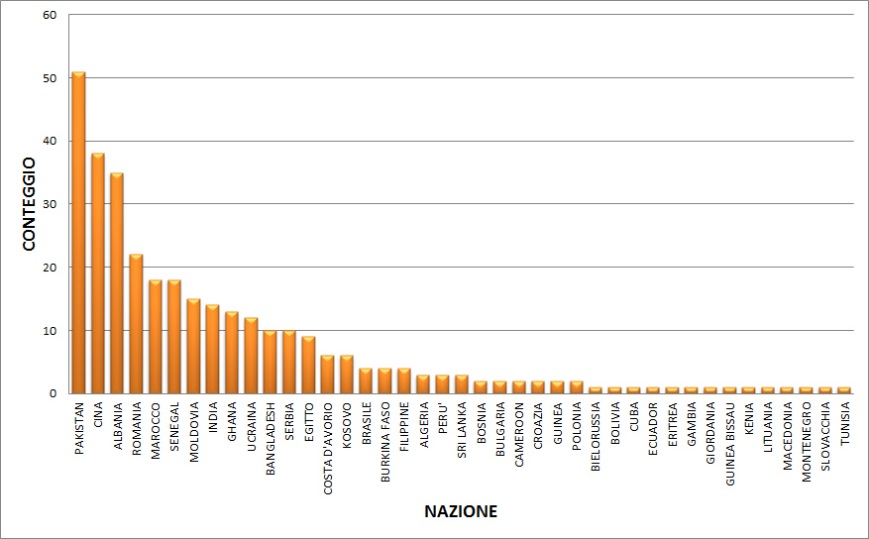 60
50
40
30
20
10
0
CONTEGGIO
PAKISTAN
CINA
ALBANIA
ROMANIA
MAROCCO
SENEGAL
MOLDOVIA
INDIA
GHANA
UCRAINA
BANGLADESH
SERBIA
EGITTO
COSTA D'AVORIO
KOSOVO
BRASILE
BURKINA FASO
FILIPPINE
ALGERIA
PERU'
SRI LANKA
BOSNIA
BULGARIA
CAMEROON
CROAZIA
GUINEA
POLONIA
BIELORUSSIA
BOLIVIA
CUBA
ECUADOR
ERITREA
GAMBIA
GIORDANIA
GUINEA BISSAU
KENIA
LITUANIA
MACEDONIA
MONTENEGRO
SLOVACCHIA
TUNISIA
NAZIONE